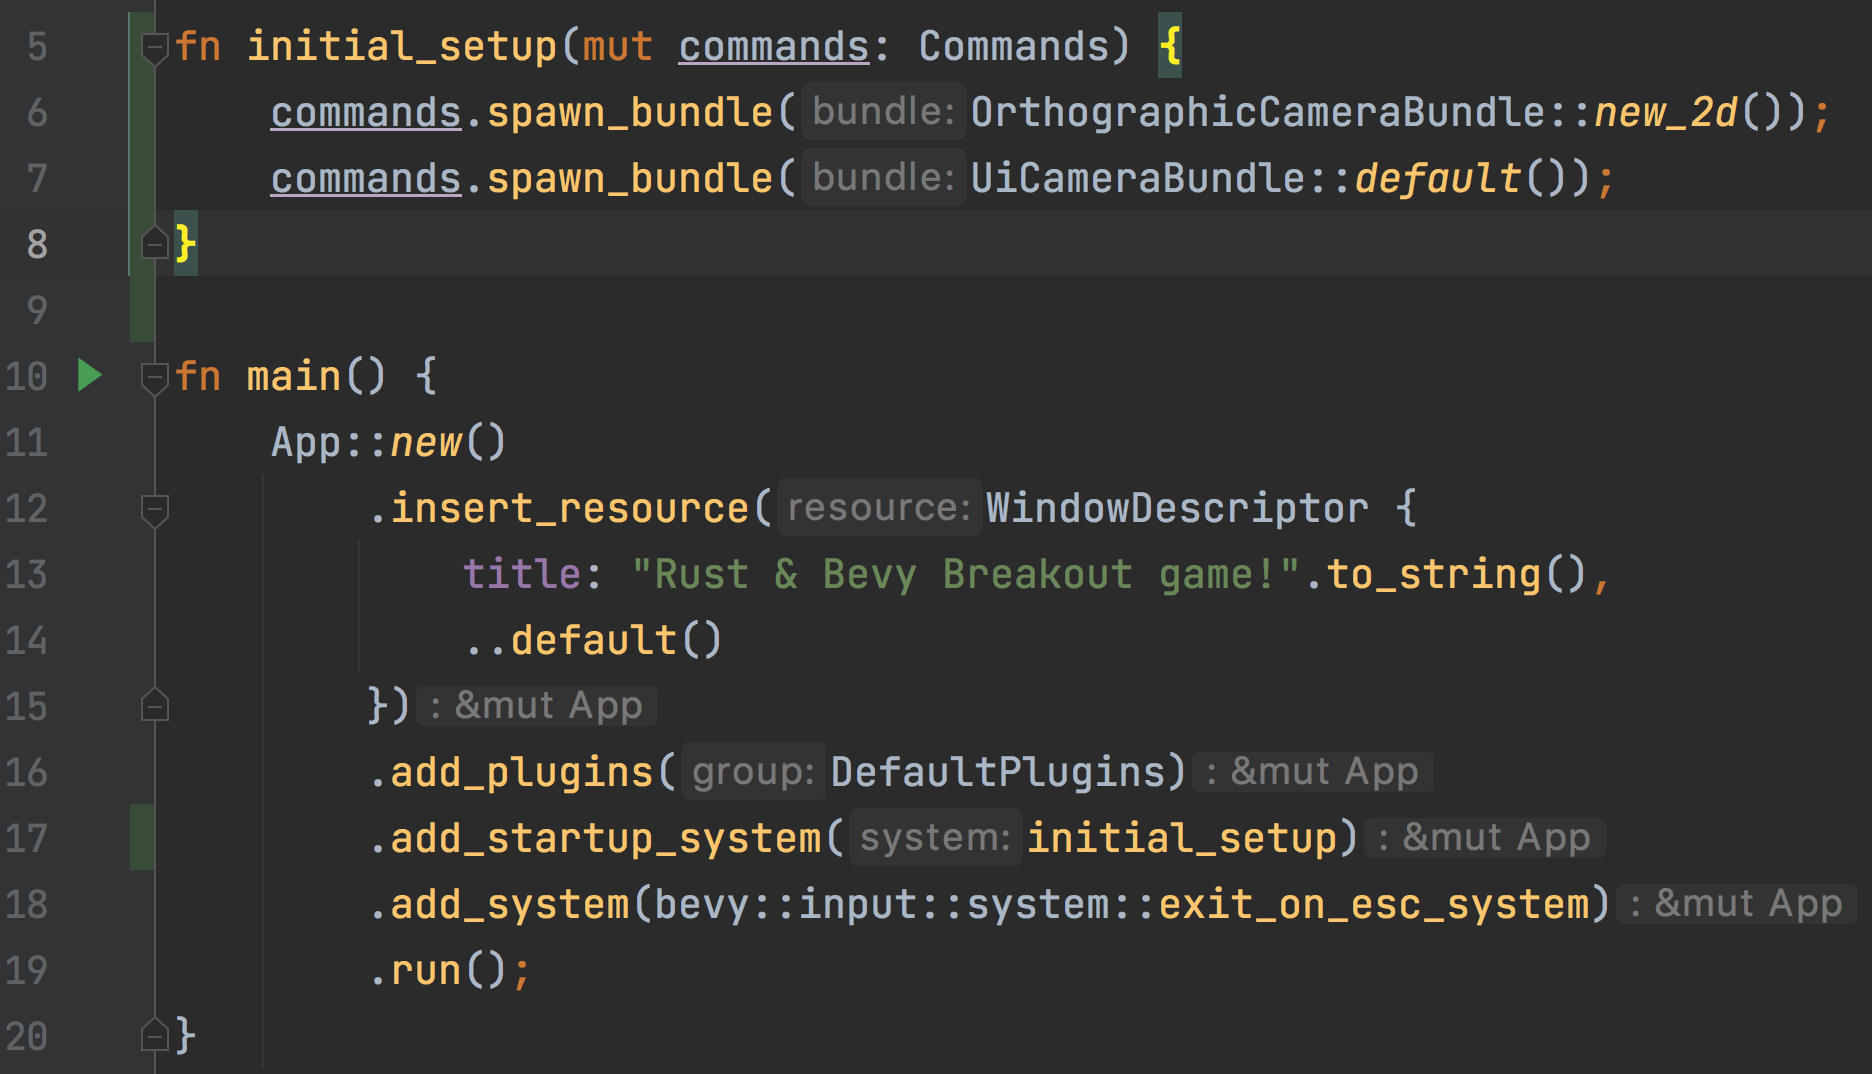 5 fn initial_setup(mut commands: Commands) {
6 commands.spawn_bundle( bundle: OrthographicCameraBundle::new_2d());
7 commands.spawn_bundle( bundle: UiCameraBundle::default());
8 }
9
10 fn main() {
11 App::new()
12 .insert_resource( resource: WindowDescriptor {
13 title: "Rust & Bevy Breakout game!".to_string(),
14 ..default()
15 }) : &mut App
16 .add_plugins( group: DefaultPlugins) : &mut App
17 .add_startup_system( system: initial_setup) : &mut App
18 .add_system(bevy::input::system::exit_on_esc_system) : &mut App
19 .run();
20 }